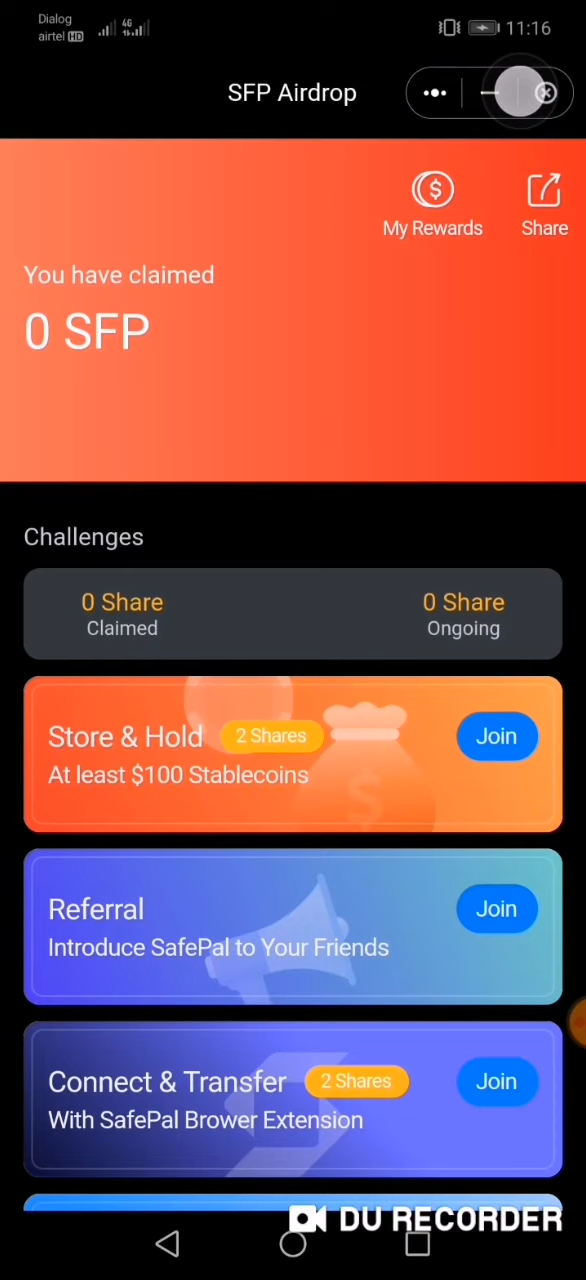 Dialog
airtel HD
4G
11:16
SFP Airdrop
My Rewards
Share
You have claimed
0 SFP
Challenges
0 Share
Claimed
0 Share
Ongoing
Store & Hold
2 Shares
Join
At least $100 Stablecoins
Referral
Join
Introduce SafePal to Your Friends
Connect & Transfer
2 Shares
Join
With SafePal Brower Extension
DU RECORDER